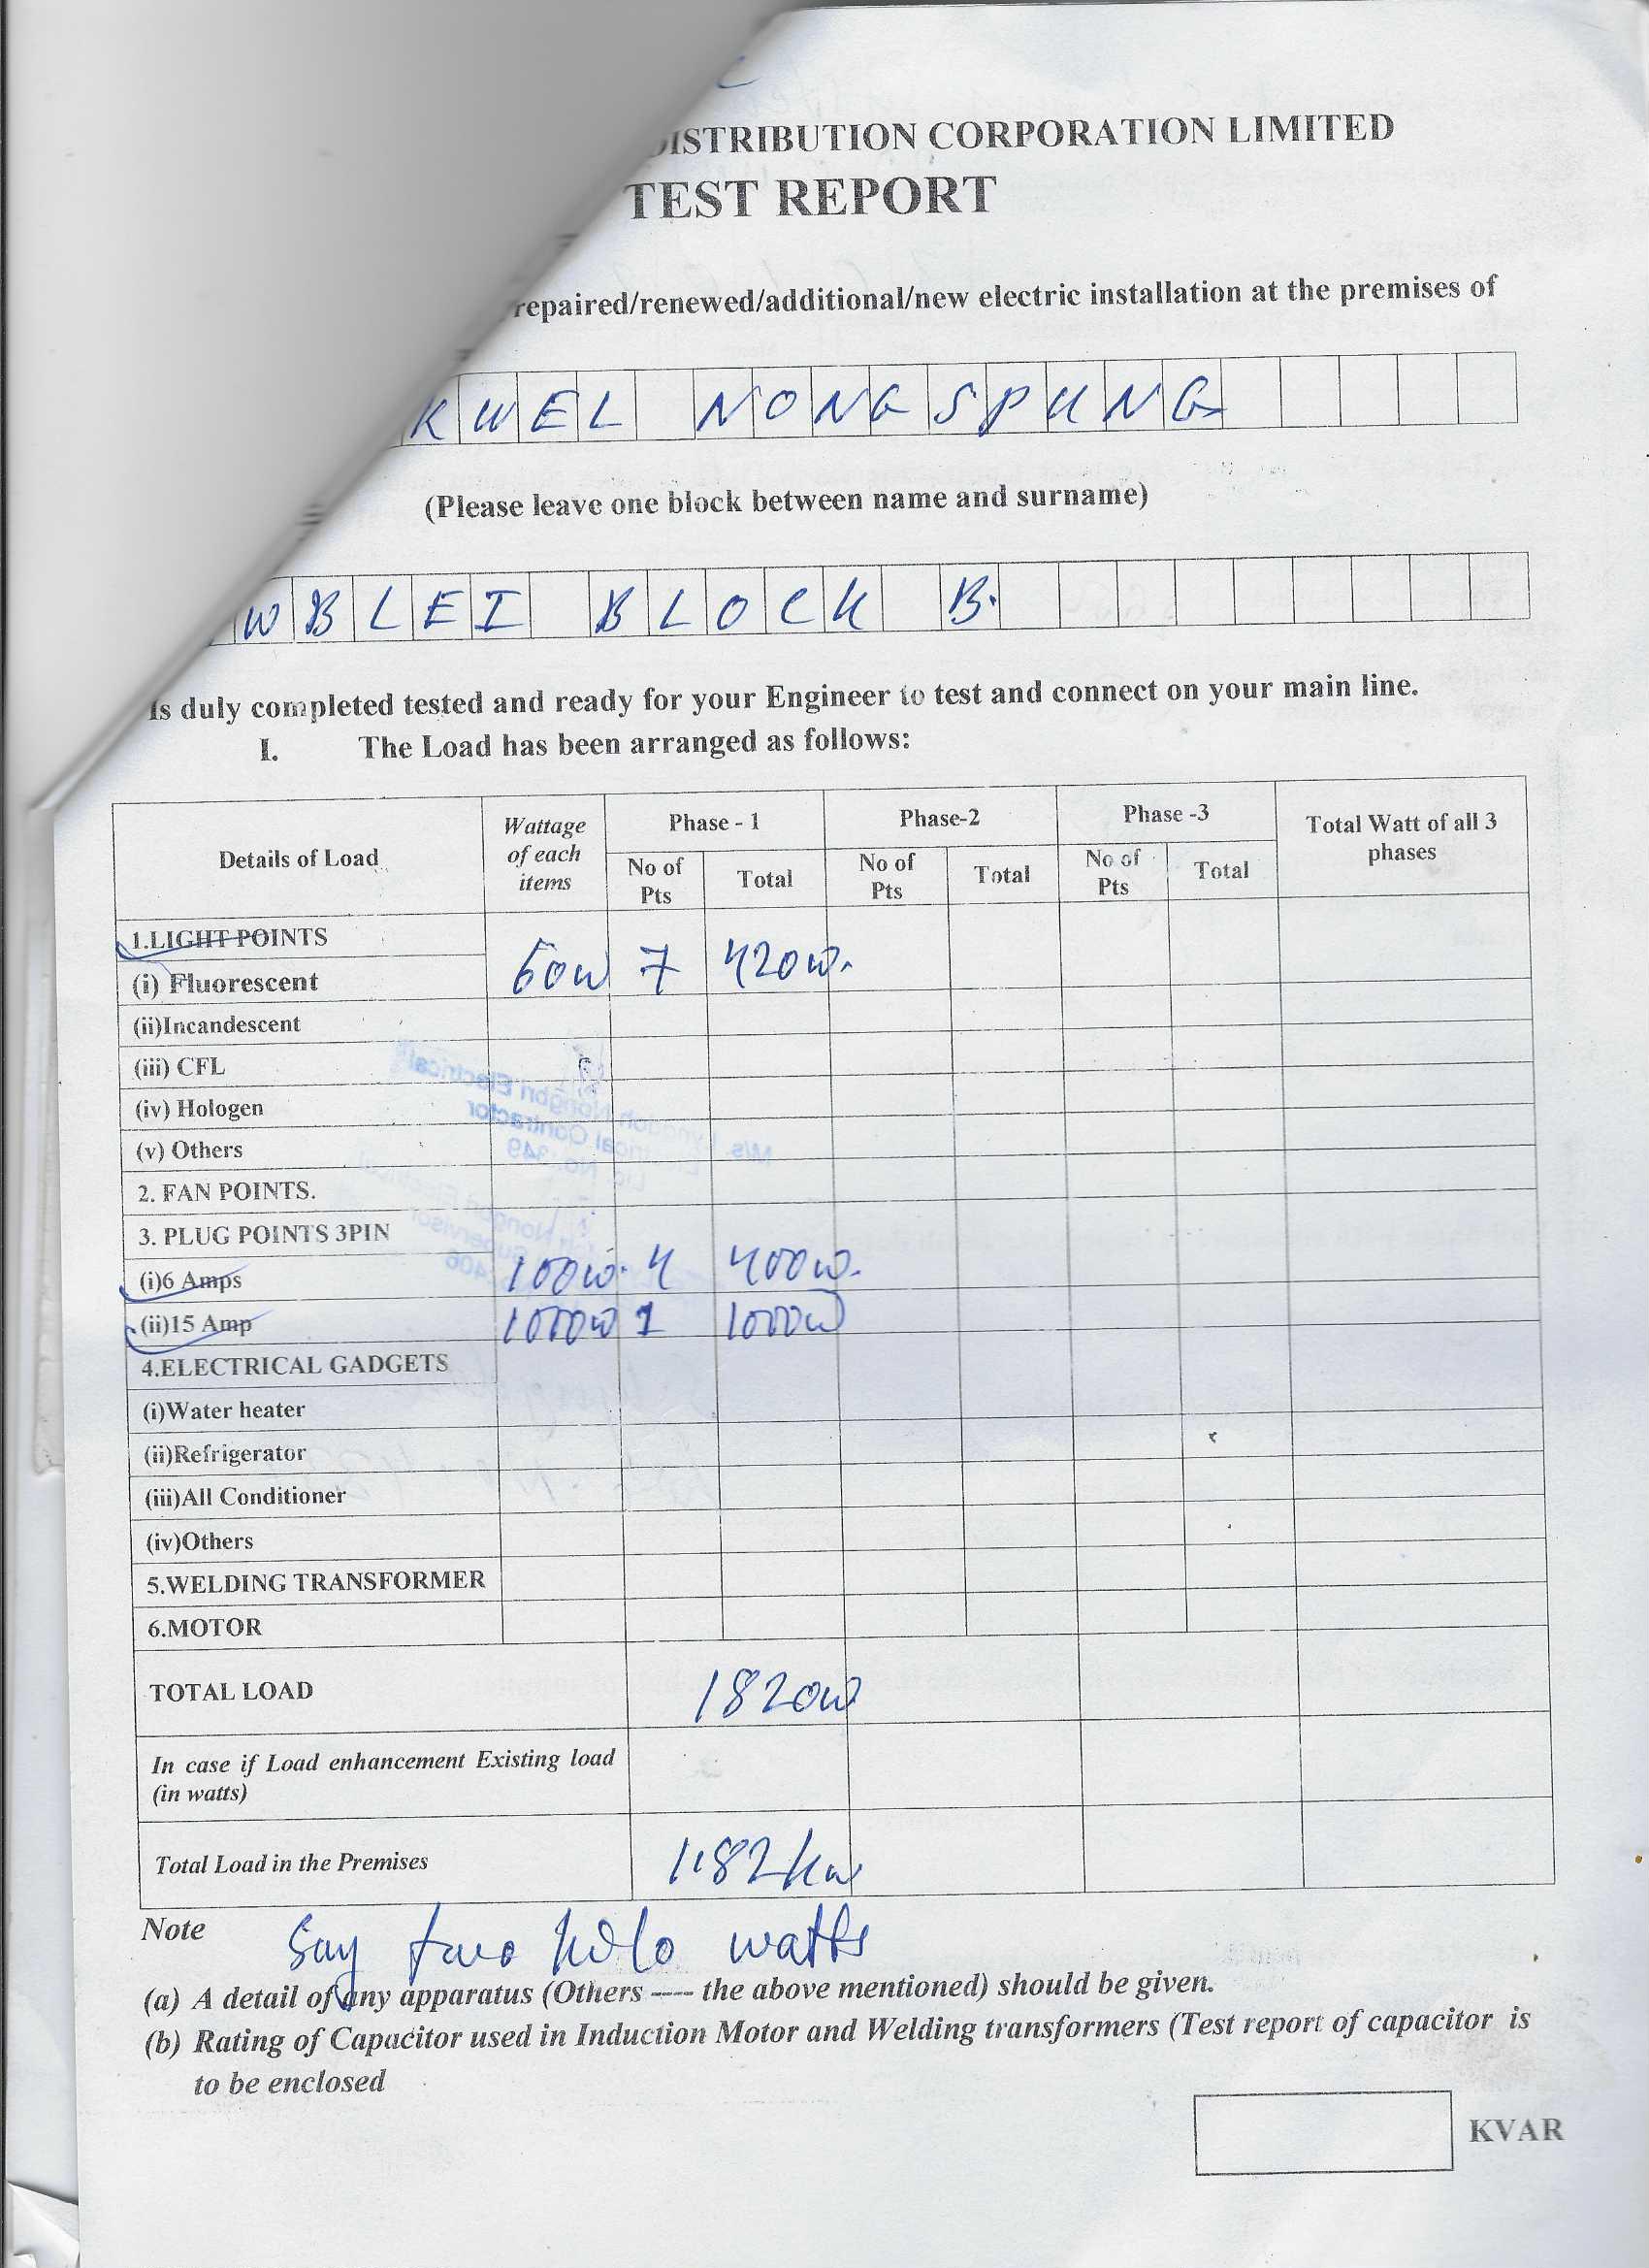 DISTRIBUTION CORPORATION LIMITED
TEST REPORT
repaired/renewed/additional/new electric installation at the premises of
KWEL NONGSPUNG
(Please leave one block between name and surname)
WBLEI BLOCK B.
Is duly completed tested and ready for your Engineer to test and connect on your main line.
I. The Load has been arranged as follows:
Details of Load Wattage of each items Phase - 1 Phase-2 Phase -3 Total Watt of all 3 phases
No of Pts Total No of Pts Total No of Pts Total
1.LIGHT POINTS
(i) Fluorescent 60w 7 420w.
(ii)Incandescent
(iii) CFL
(iv) Hologen
(v) Others
2. FAN POINTS.
3. PLUG POINTS 3PIN
(i)6 Amps 100w. 4 400w.
(ii)15 Amp 1000w 1 1000w
4.ELECTRICAL GADGETS
(i)Water heater
(ii)Refrigerator
(iii)All Conditioner
(iv)Others
5.WELDING TRANSFORMER
6.MOTOR
TOTAL LOAD 1820w
In case if Load enhancement Existing load
(in watts)
Total Load in the Premises 1.82kw
Note Say two kilo watts
(a) A detail of any apparatus (Others ---- the above mentioned) should be given.
(b) Rating of Capacitor used in Induction Motor and Welding transformers (Test report of capacitor is
to be enclosed
KVAR